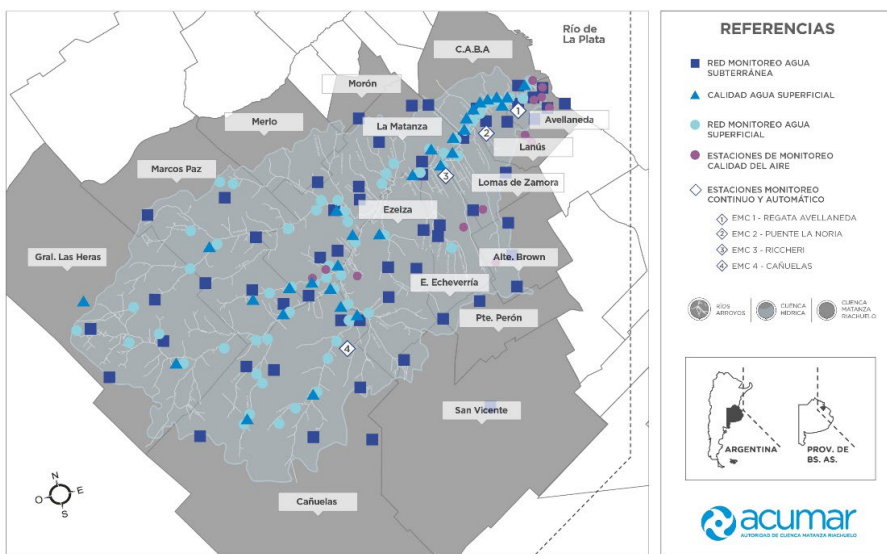 Río de
La Plata
C.A.B.A
Morón
Merlo
La Matanza
Avellaneda
1
2
Lanús
Marcos Paz
3
Lomas de Zamora
Ezeiza
Gral. Las Heras
Alte. Brown
E. Echeverría
Pte. Perón
4
San Vicente
Cañuelas
N
O
E
S
REFERENCIAS
RED MONITOREO AGUA
SUBTERRÁNEA
CALIDAD AGUA SUPERFICIAL
RED MONITOREO AGUA
SUPERFICIAL
ESTACIONES DE MONITOREO
CALIDAD DEL AIRE
ESTACIONES MONITOREO
CONTINUO Y AUTOMÁTICO
1 EMC 1 - REGATA AVELLANEDA
2 EMC 2 - PUENTE LA NORIA
3 EMC 3 - RICCHERI
4 EMC 4 - CAÑUELAS
RÍOS
ARROYOS
CUENCA
HÍDRICA
CUENCA
MATANZA
RIACHUELO
ARGENTINA
PROV. DE
BS. AS.
acumar
AUTORIDAD DE CUENCA MATANZA RIACHUELO